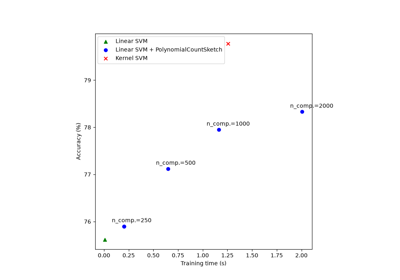 Linear SVM
Linear SVM + PolynomialCountSketch
Kernel SVM
n_comp.=2000
n_comp.=1000
n_comp.=500
n_comp.=250
79
78
77
76
Accuracy (%)
0.00 0.25 0.50 0.75 1.00 1.25 1.50 1.75 2.00
Training time (s)